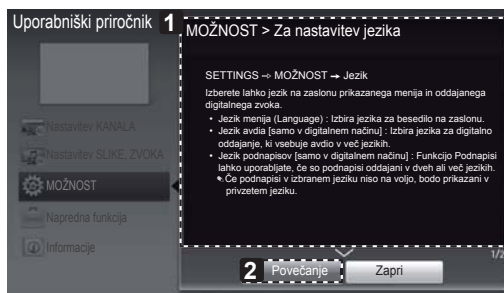 Uporabniški priročnik
1
MOŽNOST > Za nastavitev jezika
SETTINGS ⇨ MOŽNOST ➞ Jezik
Izberete lahko jezik na zaslonu prikazanega menija in oddajanega
digitalnega zvoka.
• Jezik menija (Language) : Izbira jezika za besedilo na zaslonu.
• Jezik avdia [samo v digitalnem načinu] : Izbira jezika za digitalno
oddajanje, ki vsebuje avdio v več jezikih.
• Jezik podnapisov [samo v digitalnem načinu] : Funkcijo Podnapisi
lahko uporabljate, če so podnapisi oddajani v dveh ali več jezikih.
Če podnapisi v izbranem jeziku niso na voljo, bodo prikazani v
privzetem jeziku.
Nastavitev KANALA
Nastavitev SLIKE, ZVOKA
MOŽNOST
Napredna funkcija
Informacije
1/2
2
Povečanje
Zapri